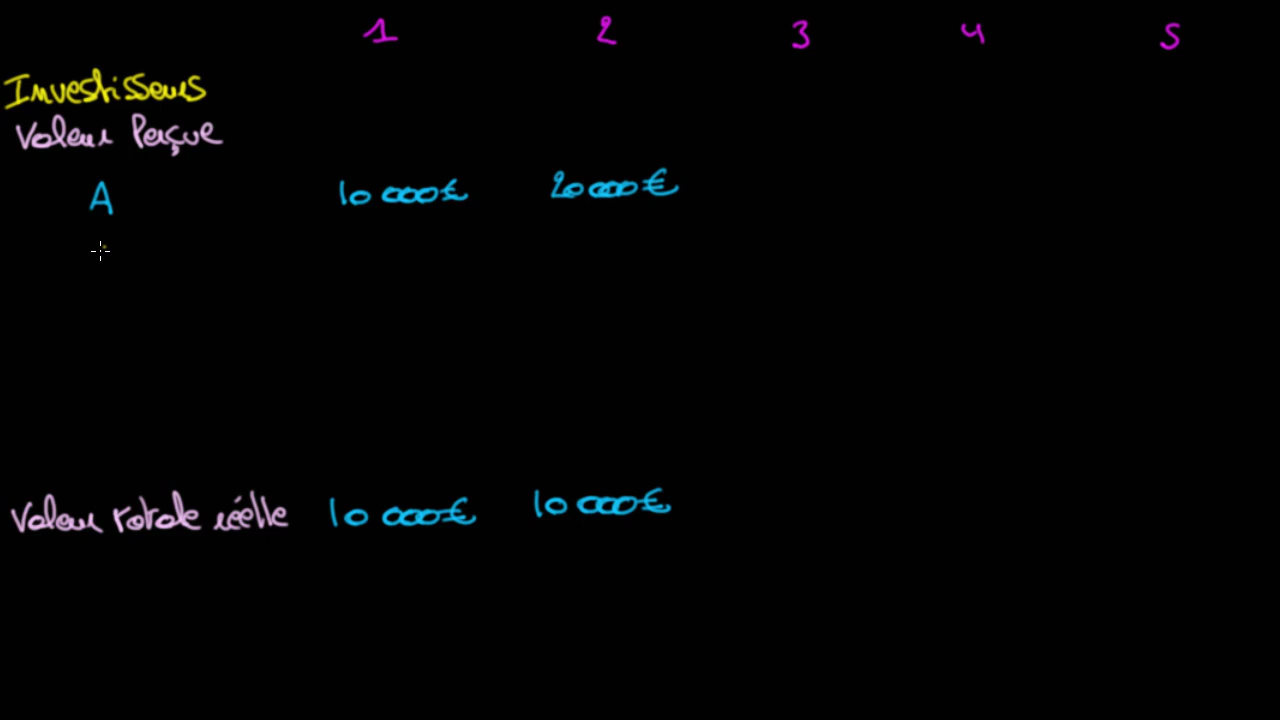 1 2 3 4 5
Investisseurs
Valeur Perçue
A 10 000€ 20 000€
Valeur totale réelle 10 000€ 10 000€